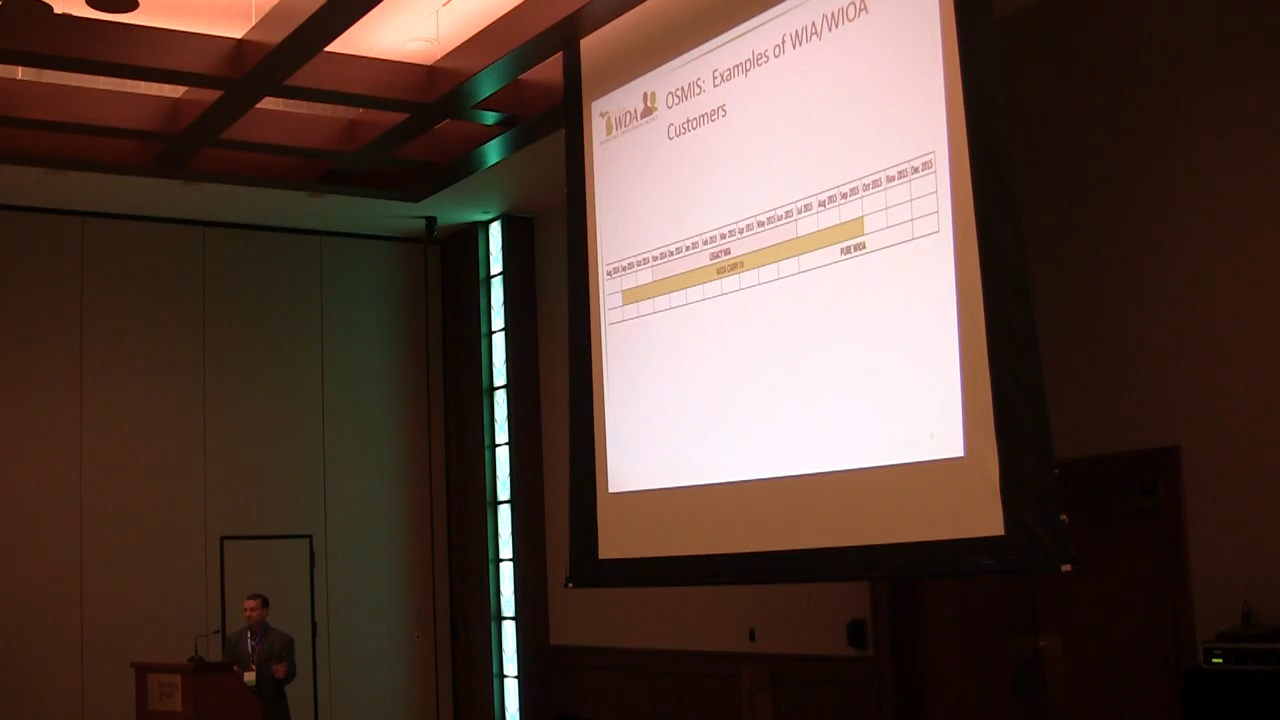 WDA
OSMIS: Examples of WIA/WIOA
Customers
Aug 2014 Sep 2014 Oct 2014 Nov 2014 Dec 2014 Jan 2015 Feb 2015 Mar 2015 Apr 2015 May 2015 Jun 2015 Jul 2015 Aug 2015 Sep 2015 Oct 2015 Nov 2015 Dec 2015
LEGACY WIA
WIOA CARRY IN
PURE WIOA